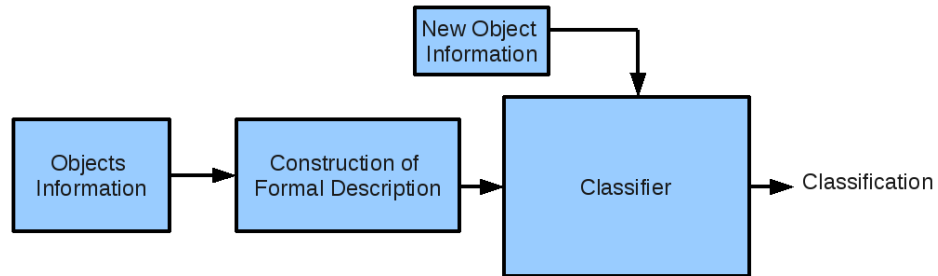 New Object
Information
Objects
Information
Construction of
Formal Description
Classifier
Classification